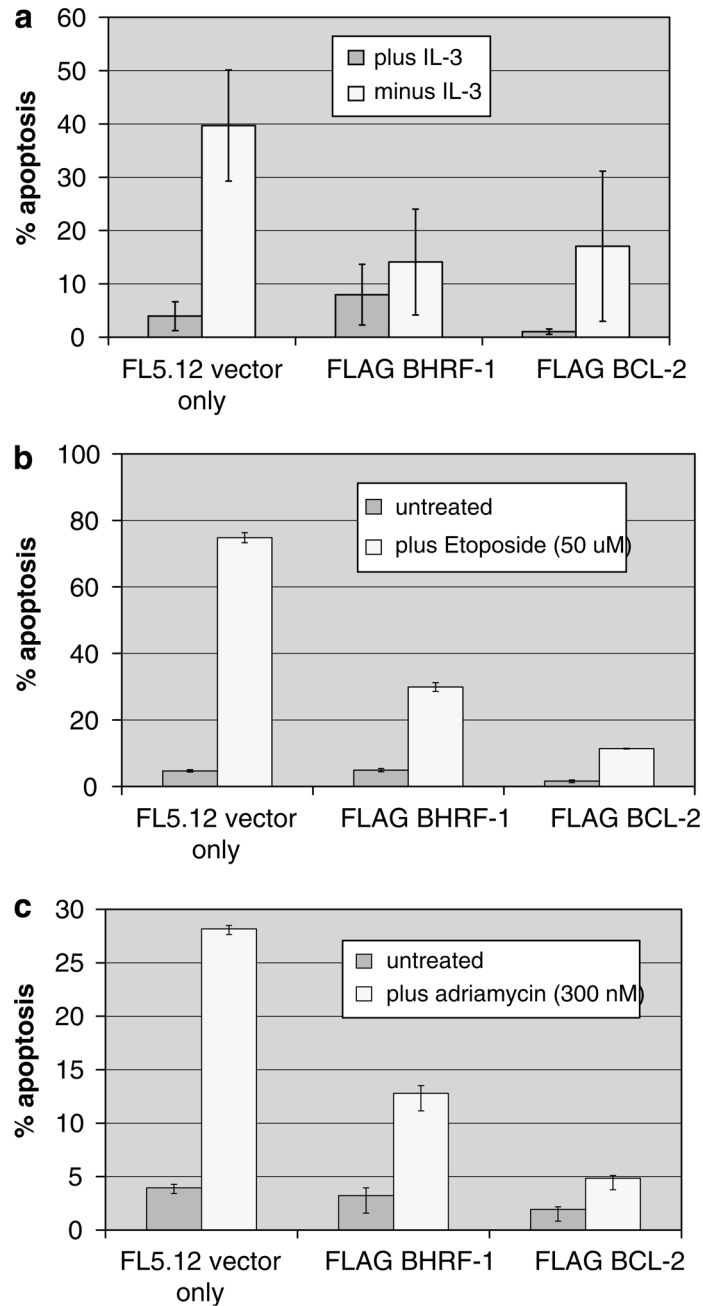 a
60
50
40
30
20
10
0
% apoptosis
plus IL-3
minus IL-3
FL5.12 vector only
FLAG BHRF-1
FLAG BCL-2
b
100
80
60
40
20
0
% apoptosis
untreated
plus Etoposide (50 uM)
FL5.12 vector only
FLAG BHRF-1
FLAG BCL-2
c
30
25
20
15
10
5
0
% apoptosis
untreated
plus adriamycin (300 nM)
FL5.12 vector only
FLAG BHRF-1
FLAG BCL-2